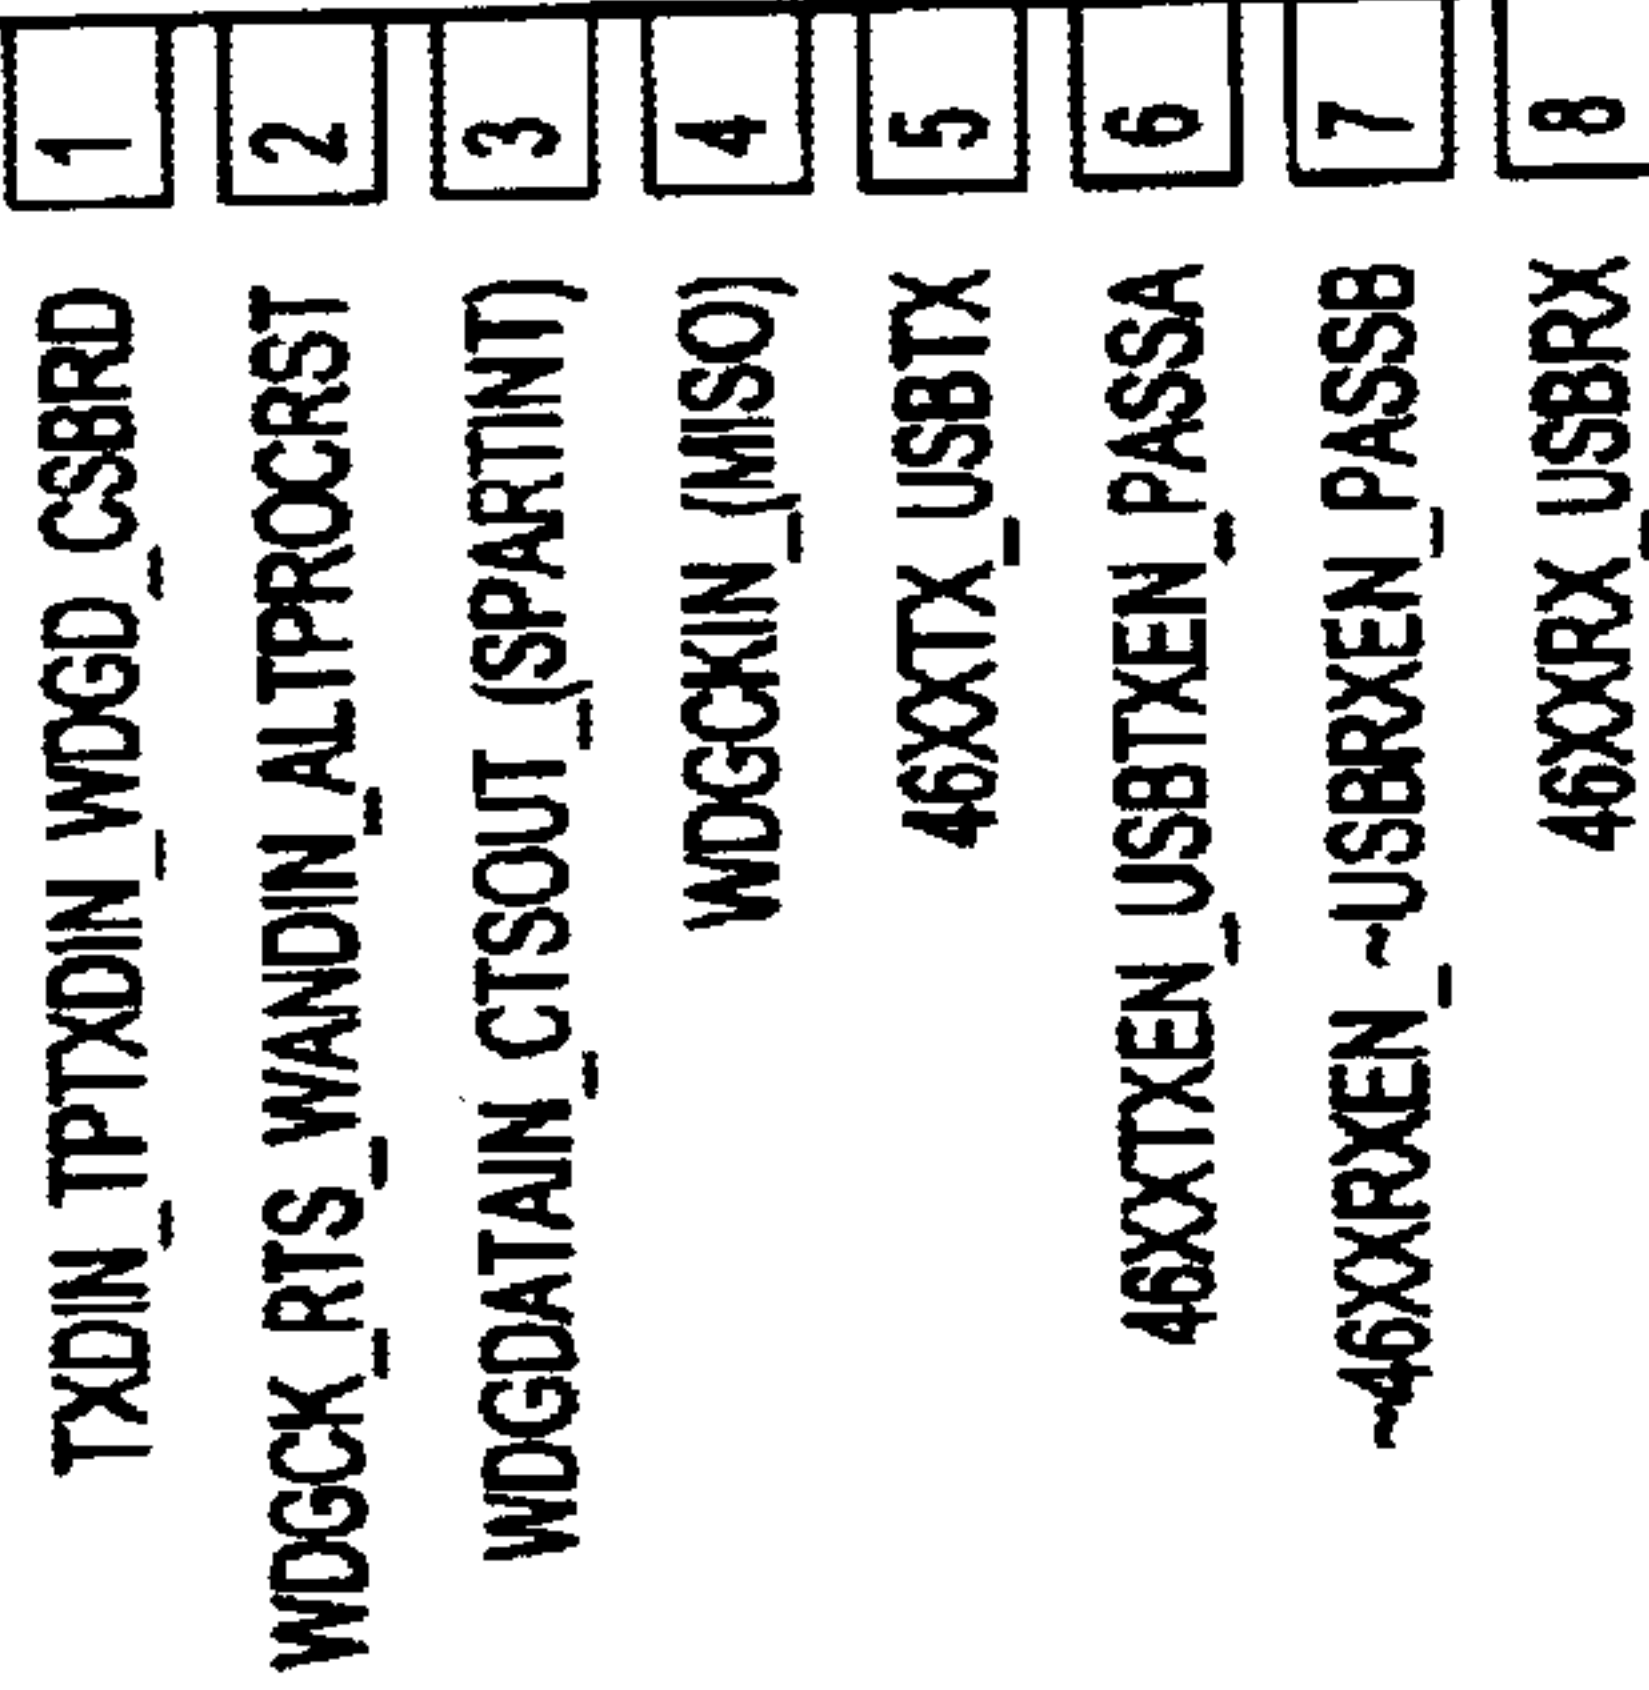 TXDIN_TPTXDIN_WDGD_CSBRD 1
WDGCK_RTS_WANDIN_ALTPROCRST 2
WDGDATAIN_CTSOUT_(SPARTINT) 3
WDGCKIN_(MISO) 4
46XXTX_USBTX 5
46XXTXEN_USBTXEN_PASSA 6
~46XXRXEN_~USBRXEN_PASSB 7
46XXRX_USBRX 8